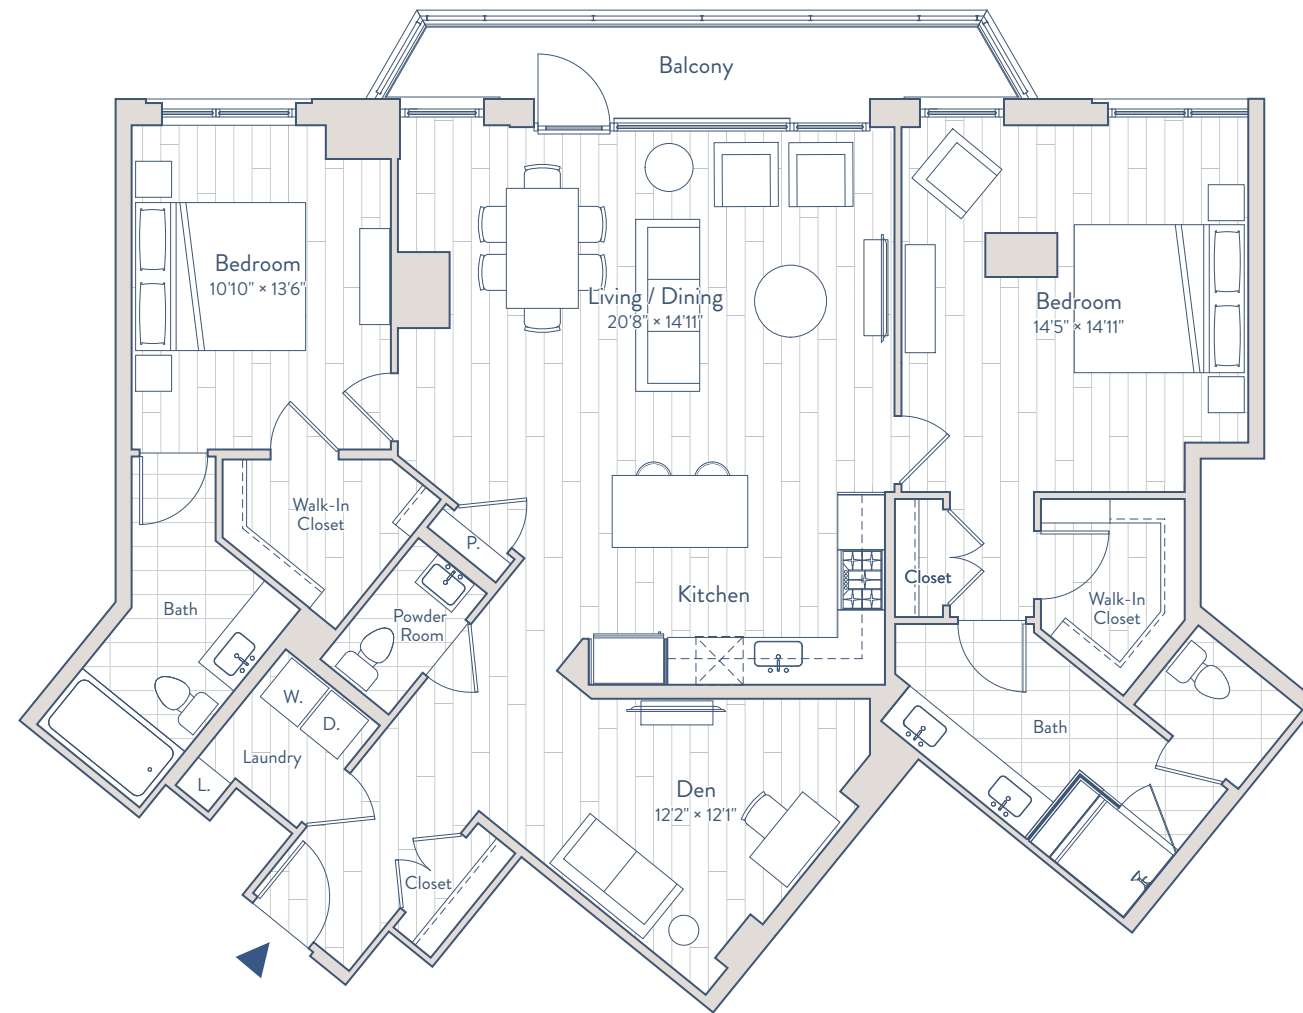 Balcony
Bedroom
10'10" × 13'6"
Living / Dining
20'8" × 14'11"
Bedroom
14'5" × 14'11"
Walk-In
Closet
P.
Closet
Kitchen
Bath
Powder
Room
Walk-In
Closet
W.
D.
Bath
Laundry
L.
Den
12'2" × 12'1"
Closet